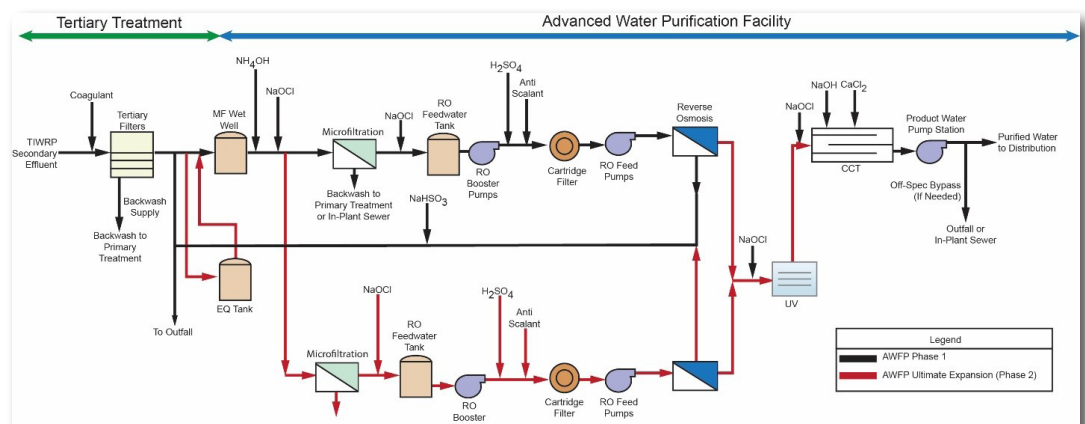 Tertiary Treatment
Advanced Water Purification Facility
NH4OH
NaOCl
Coagulant
Tertiary
Filters
MF Wet
Well
TIWRP
Secondary
Effluent
Backwash
Supply
Backwash to
Primary
Treatment
EQ Tank
To Outfall
Microfiltration
Backwash to
Primary Treatment
or In-Plant Sewer
NaOCl
RO
Feedwater
Tank
RO
Booster
Pumps
H2SO4
Anti
Scalant
Cartridge
Filter
RO Feed
Pumps
Reverse
Osmosis
NaHSO3
NaOCl
UV
NaOCl
NaOH
CaCl2
CCT
Product Water
Pump Station
Purified Water
to Distribution
Off-Spec Bypass
(If Needed)
Outfall or
In-Plant Sewer
Microfiltration
NaOCl
RO
Feedwater
Tank
RO
Booster
H2SO4
Anti
Scalant
Cartridge
Filter
RO Feed
Pumps
Legend
AWFP Phase 1
AWFP Ultimate Expansion (Phase 2)